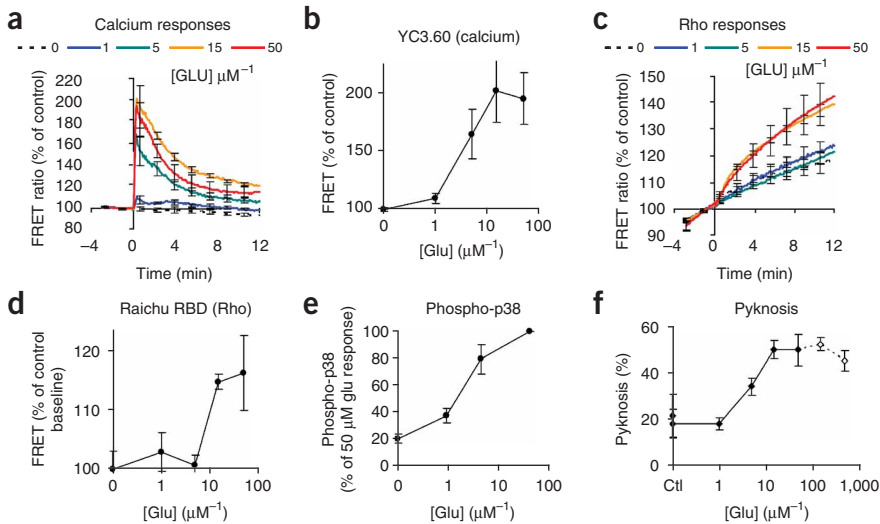 a
Calcium responses
0 1 5 15 50
[GLU] μM⁻¹
FRET ratio (% of control)
220
200
180
160
140
120
100
80
−4 0 4 8 12
Time (min)
b
YC3.60 (calcium)
FRET (% of control)
200
100
0 1 10 100
[Glu] (μM⁻¹)
c
Rho responses
0 1 5 15 50
[GLU] μM⁻¹
FRET ratio (% of control)
150
140
130
120
110
100
90
−4 0 4 8 12
Time (min)
d
Raichu RBD (Rho)
FRET (% of control
baseline)
120
110
100
0 1 10 100
[Glu] (μM⁻¹)
e
Phospho-p38
Phospho-p38
(% of 50 μM glu response)
100
80
60
40
20
0
0 1 10 100
[Glu] (μM⁻¹)
f
Pyknosis
Pyknosis (%)
60
40
20
0
Ctl 1 10 100 1,000
[Glu] (μM⁻¹)